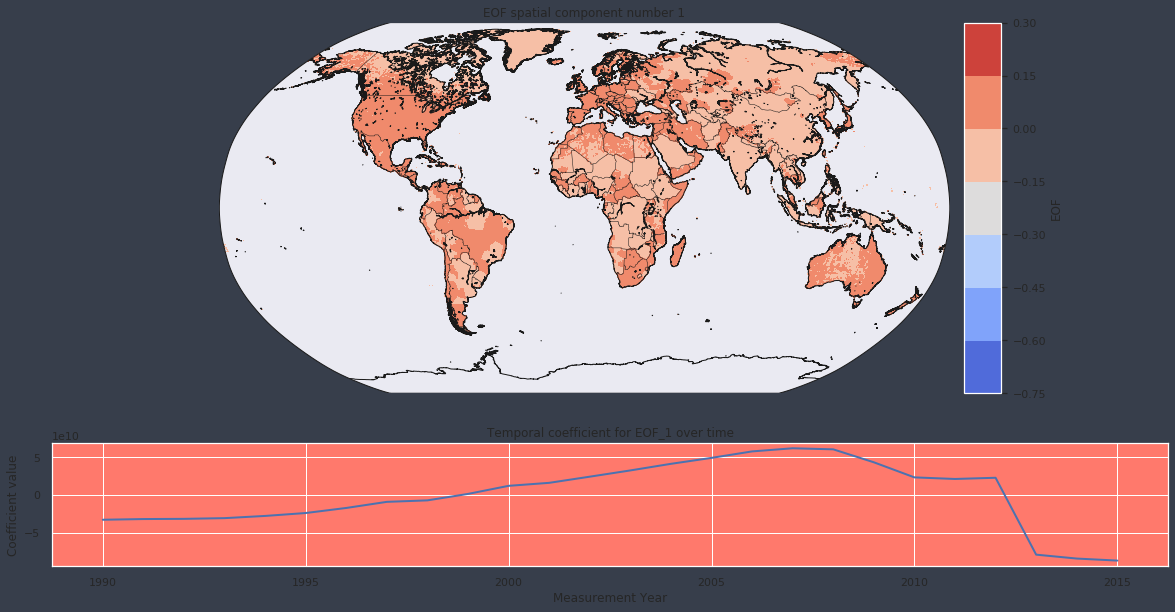 EOF spatial component number 1
0.30
0.15
0.00
−0.15
−0.30
−0.45
−0.60
−0.75
EOF
Temporal coefficient for EOF_1 over time
1e10
5
0
−5
Coefficient value
1990
1995
2000
2005
2010
2015
Measurement Year